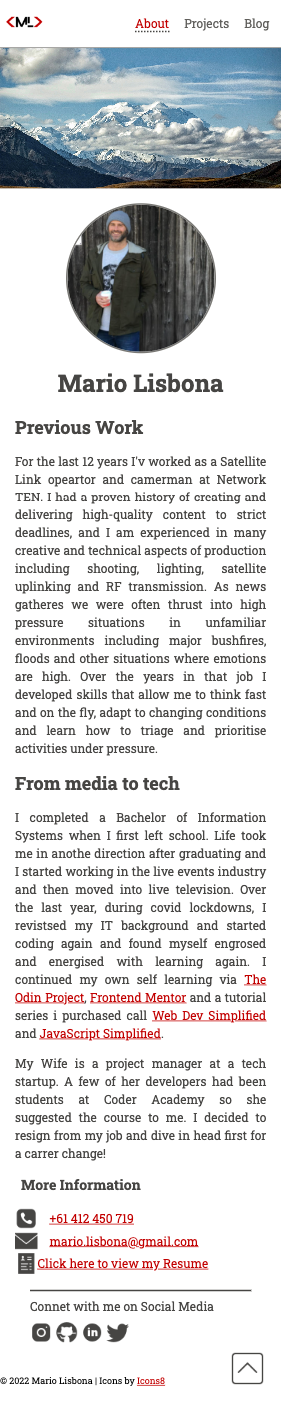 <ML>
About Projects Blog
Mario Lisbona
Previous Work
For the last 12 years I'v worked as a Satellite
Link opeartor and camerman at Network
TEN. I had a proven history of creating and
delivering high-quality content to strict
deadlines, and I am experienced in many
creative and technical aspects of production
including shooting, lighting, satellite
uplinking and RF transmission. As news
gatheres we were often thrust into high
pressure situations in unfamiliar
environments including major bushfires,
floods and other situations where emotions
are high. Over the years in that job I
developed skills that allow me to think fast
and on the fly, adapt to changing conditions
and learn how to triage and prioritise
activities under pressure.
From media to tech
I completed a Bachelor of Information
Systems when I first left school. Life took
me in anothe direction after graduating and
I started working in the live events industry
and then moved into live television. Over
the last year, during covid lockdowns, I
revistsed my IT background and started
coding again and found myself engrosed
and energised with learning again. I
continued my own self learning via The
Odin Project, Frontend Mentor and a tutorial
series i purchased call Web Dev Simplified
and JavaScript Simplified.
My Wife is a project manager at a tech
startup. A few of her developers had been
students at Coder Academy so she
suggested the course to me. I decided to
resign from my job and dive in head first for
a carrer change!
More Information
+61 412 450 719
mario.lisbona@gmail.com
Click here to view my Resume
Connet with me on Social Media
© 2022 Mario Lisbona | Icons by Icons8